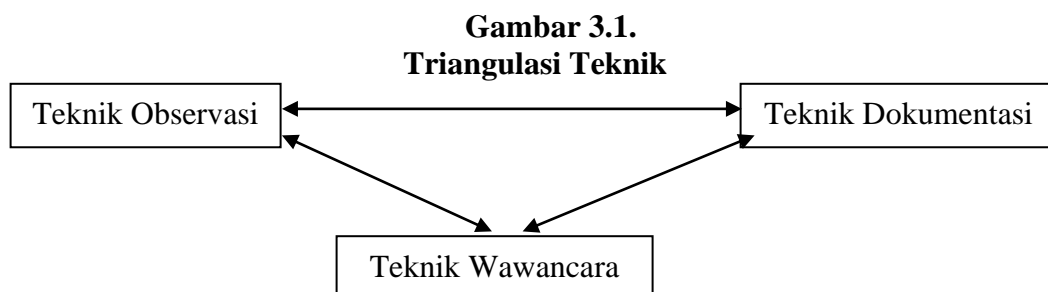 Gambar 3.1.
Triangulasi Teknik
Teknik Observasi
Teknik Dokumentasi
Teknik Wawancara